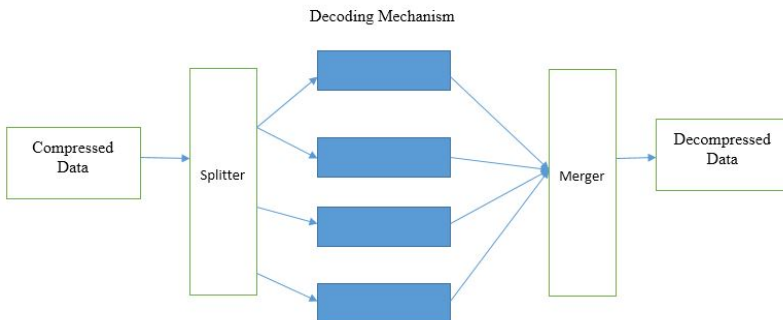 Decoding Mechanism
Compressed
Data
Splitter
Merger
Decompressed
Data